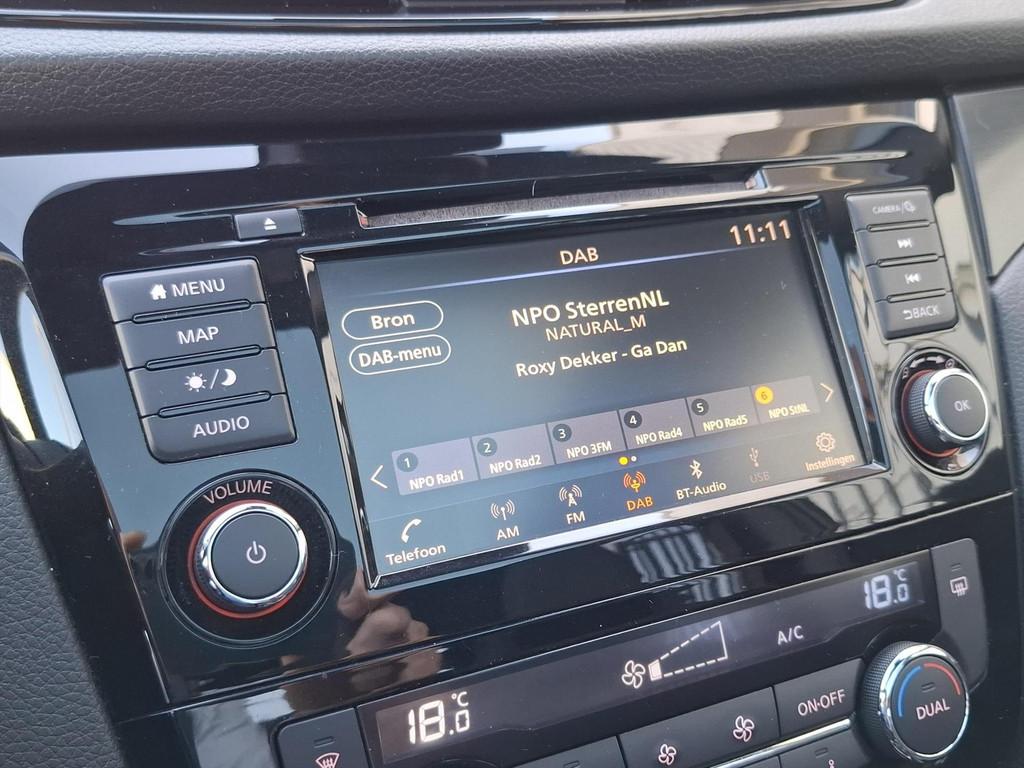 11:11
DAB
CAMERA
MENU
MAP
AUDIO
VOLUME
BACK
OK
Bron
DAB-menu
NPO SterrenNL
NATURAL_M
Roxy Dekker - Ga Dan
1
NPO Rad1
2
NPO Rad2
3
NPO 3FM
4
NPO Rad4
5
NPO Rad5
6
NPO StNL
Telefoon
AM
FM
DAB
BT-Audio
USB
Instellingen
18.0 °C
A/C
18.0 °C
ON·OFF
DUAL